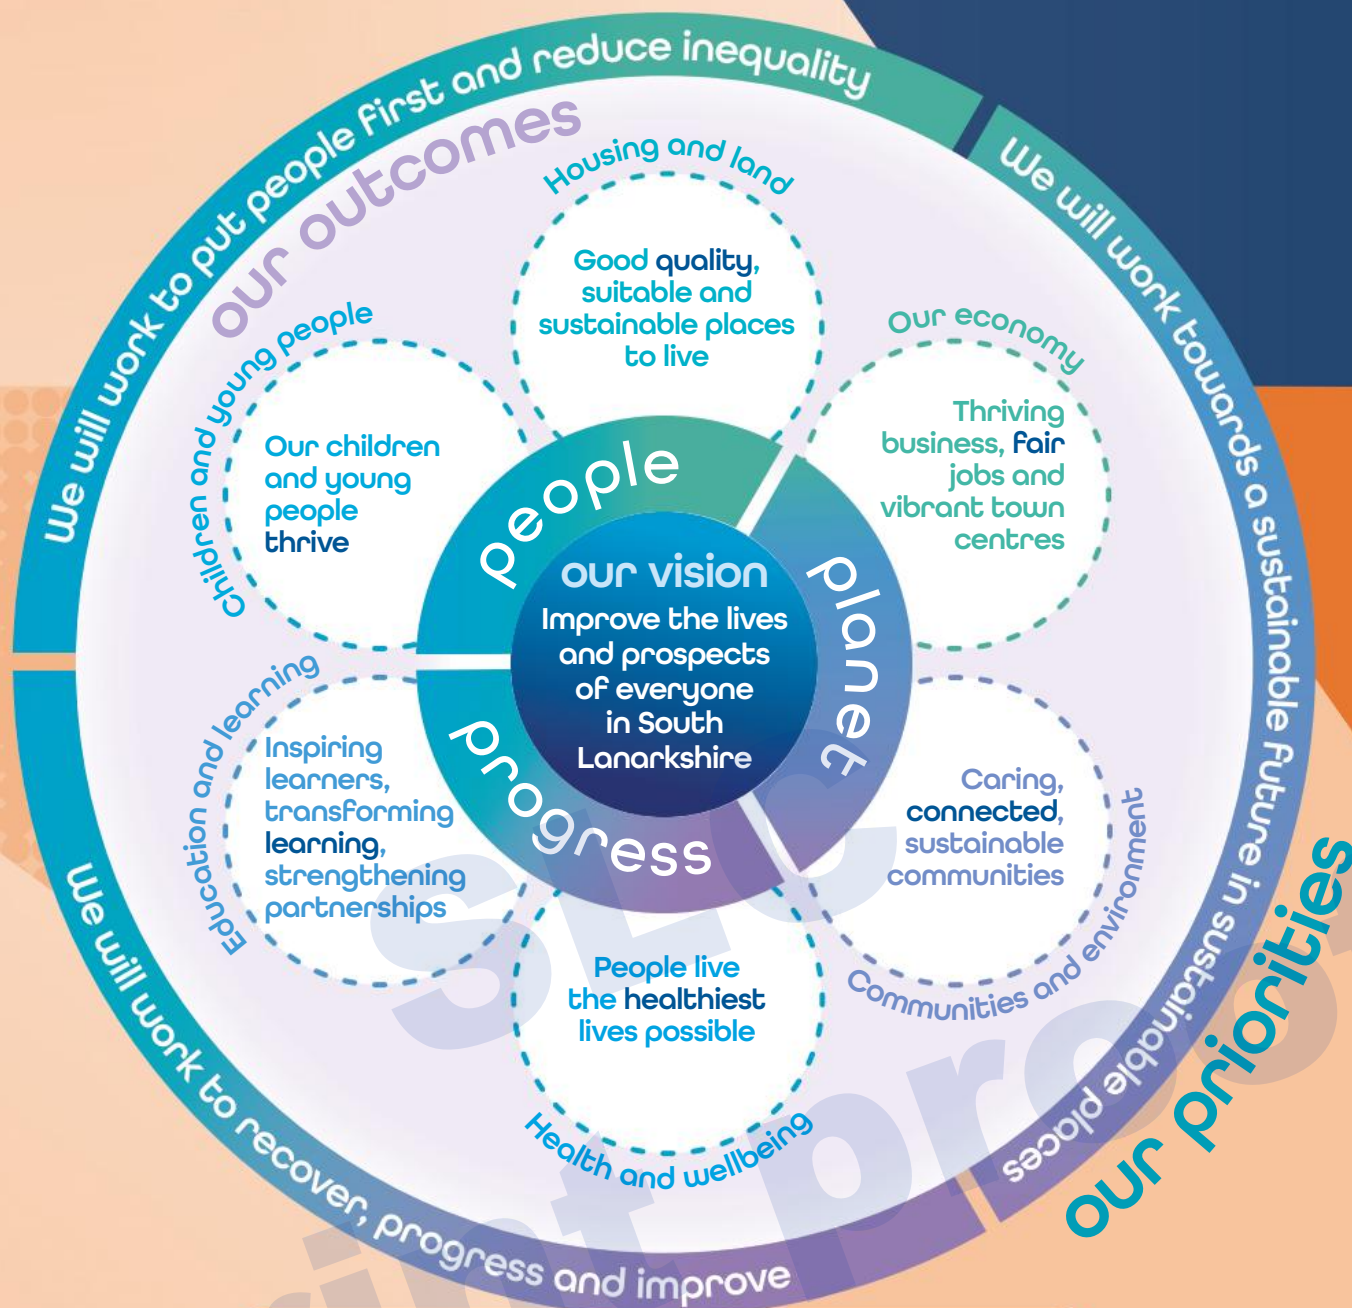 We will work to put people first and reduce inequality
We will work towards a sustainable future in sustainable places
We will work to recover, progress and improve
our outcomes
our priorities
Housing and land
Good quality,
suitable and
sustainable places
to live
Our economy
Thriving
business, fair
jobs and
vibrant town
centres
Communities and environment
Caring,
connected,
sustainable
communities
Health and wellbeing
People live
the healthiest
lives possible
Education and learning
Inspiring
learners,
transforming
learning,
strengthening
partnerships
Children and young people
Our children
and young
people
thrive
people
planet
progress
our vision
Improve the lives
and prospects
of everyone
in South
Lanarkshire
SLC